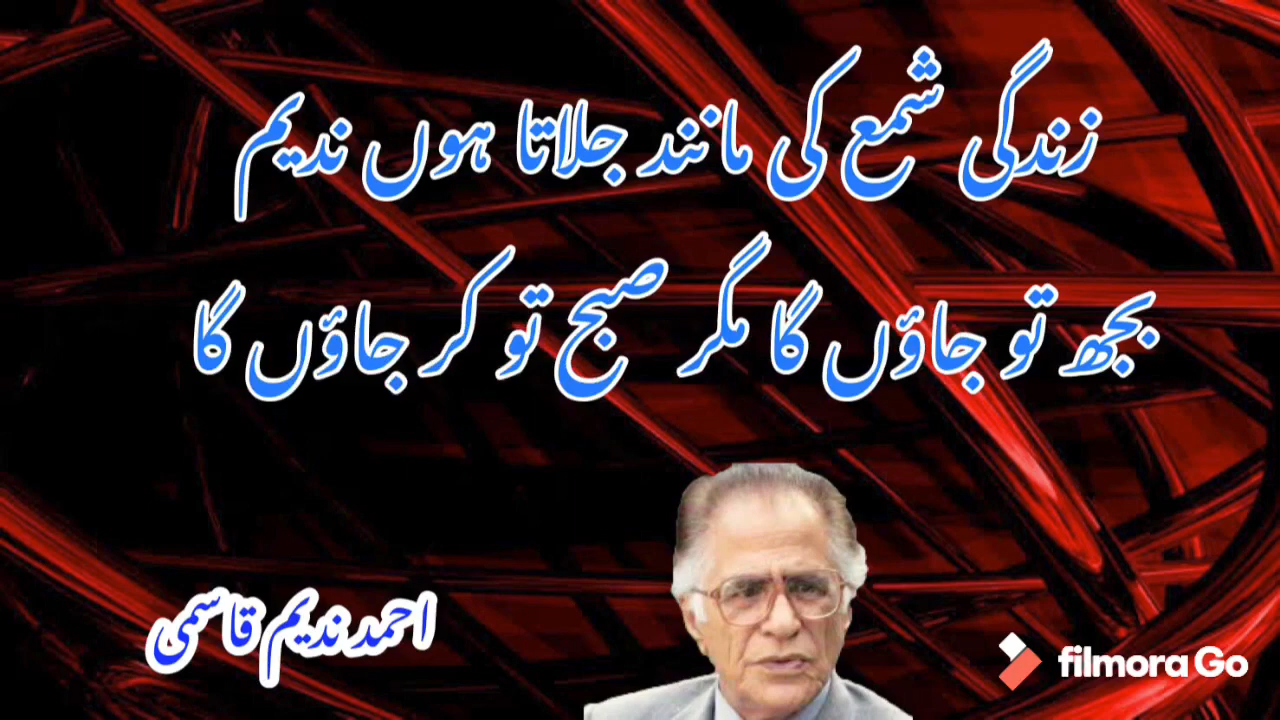 زندگی شمع کی مانند جلاتا ہوں ندیم
بجھ تو جاؤں گا مگر صبح تو کر جاؤں گا
احمد ندیم قاسمی
filmora Go